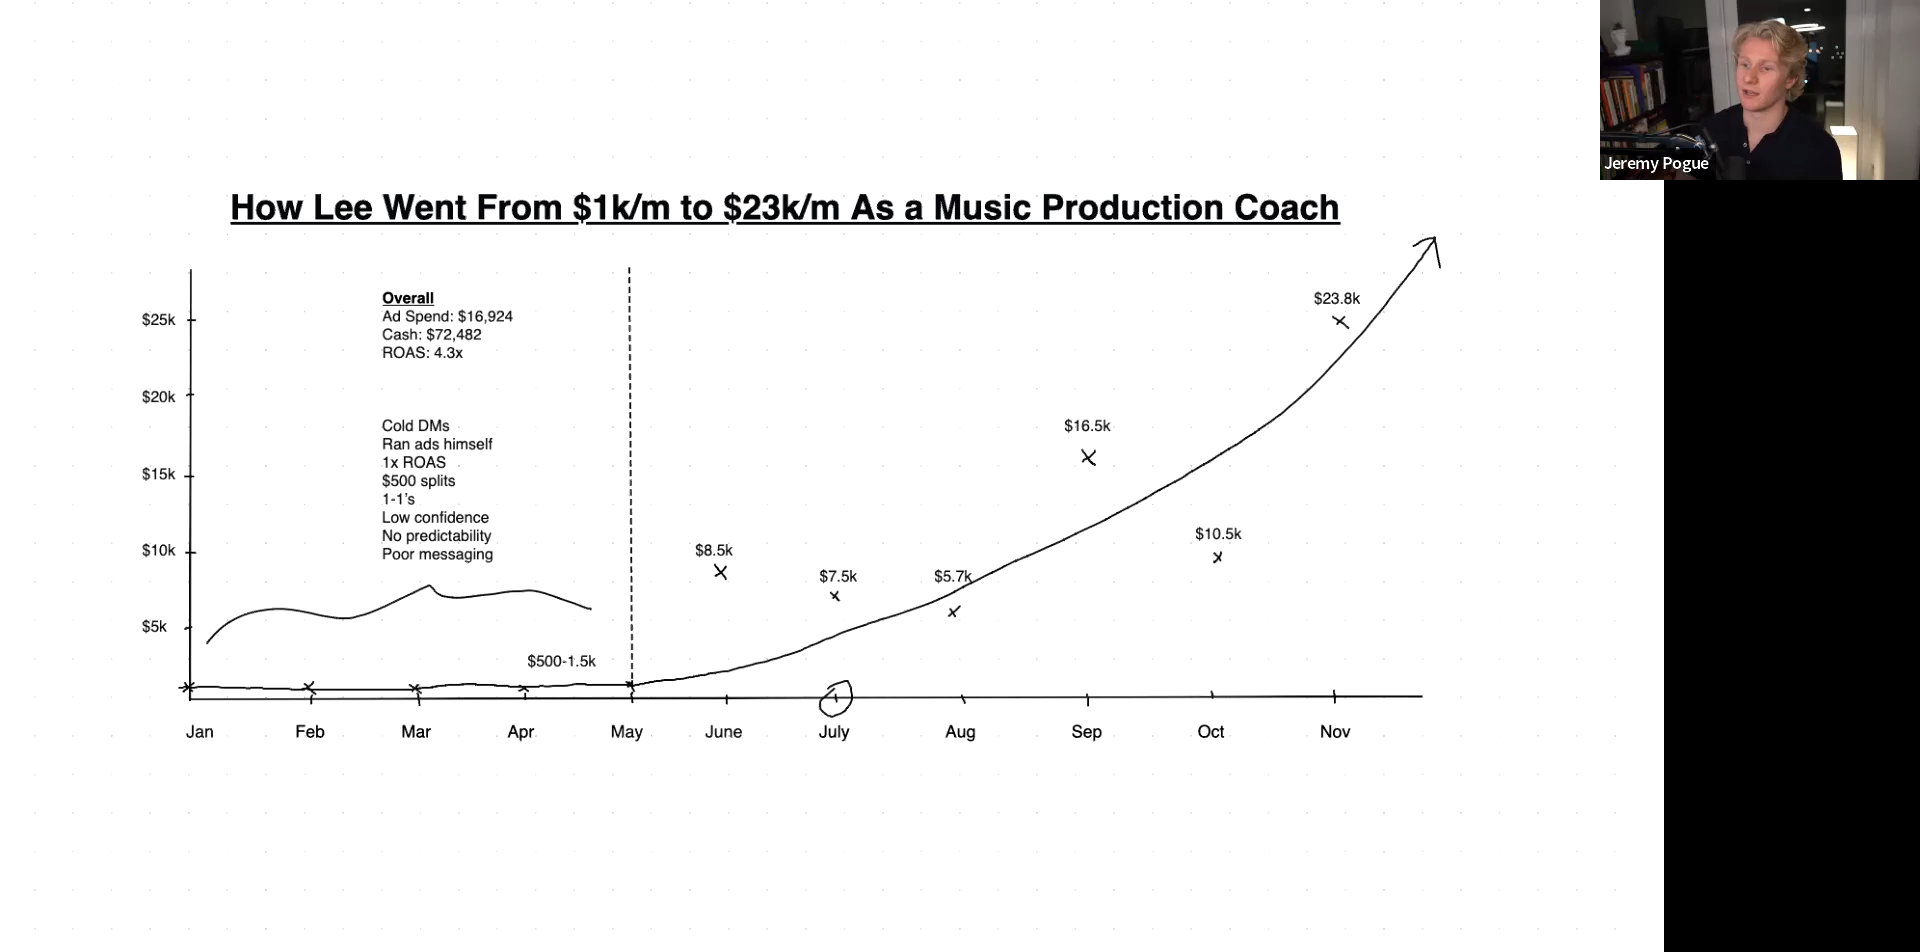 Jeremy Pogue
How Lee Went From $1k/m to $23k/m As a Music Production Coach
Overall
Ad Spend: $16,924
Cash: $72,482
ROAS: 4.3x
Cold DMs
Ran ads himself
1x ROAS
$500 splits
1-1's
Low confidence
No predictability
Poor messaging
$25k
$20k
$15k
$10k
$5k
$500-1.5k
$8.5k
$7.5k
$5.7k
$16.5k
$10.5k
$23.8k
Jan Feb Mar Apr May June July Aug Sep Oct Nov